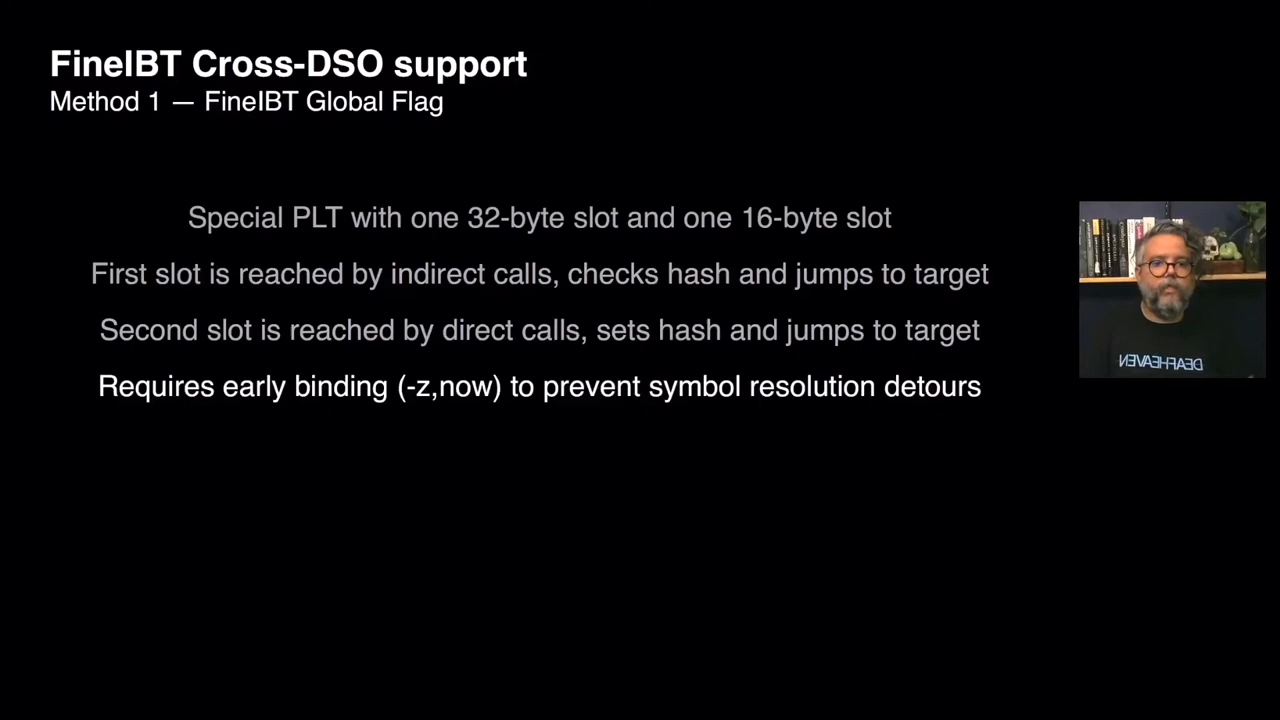 FineIBT Cross-DSO support
Method 1 — FineIBT Global Flag
Special PLT with one 32-byte slot and one 16-byte slot
First slot is reached by indirect calls, checks hash and jumps to target
Second slot is reached by direct calls, sets hash and jumps to target
Requires early binding (-z,now) to prevent symbol resolution detours
DEAFHEAVEN